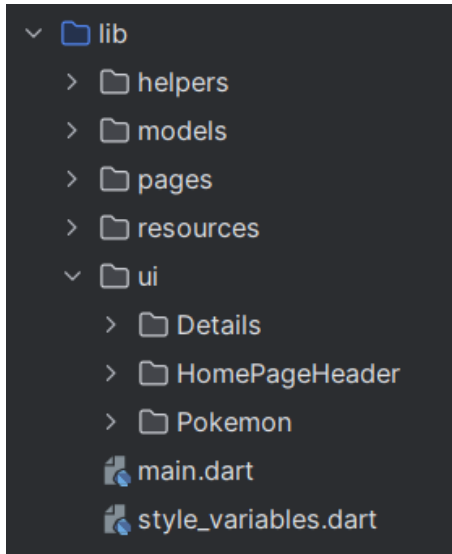 lib
helpers
models
pages
resources
ui
Details
HomePageHeader
Pokemon
main.dart
style_variables.dart